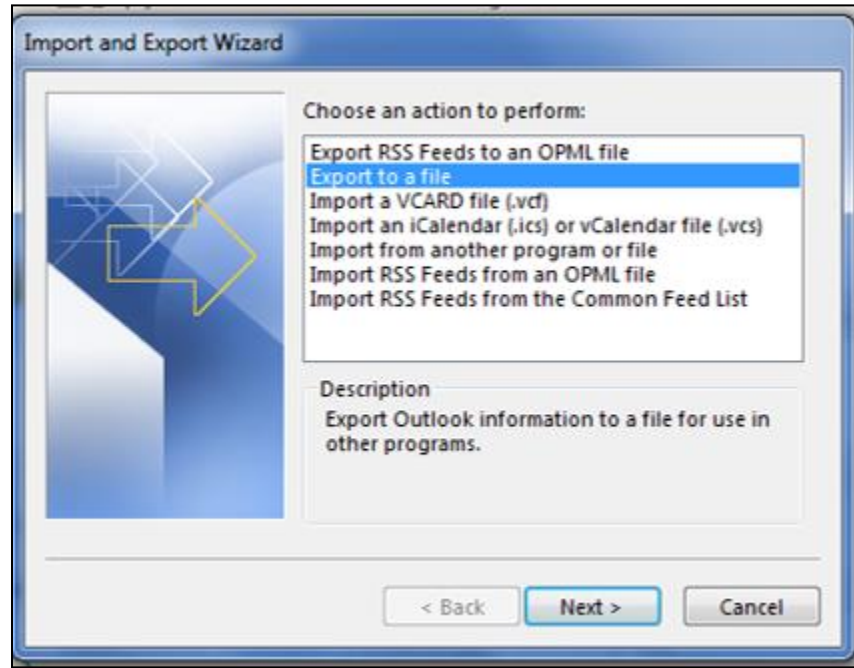 Import and Export Wizard
Choose an action to perform:
Export RSS Feeds to an OPML file
Export to a file
Import a VCARD file (.vcf)
Import an iCalendar (.ics) or vCalendar file (.vcs)
Import from another program or file
Import RSS Feeds from an OPML file
Import RSS Feeds from the Common Feed List
Description
Export Outlook information to a file for use in
other programs.
< Back Next > Cancel